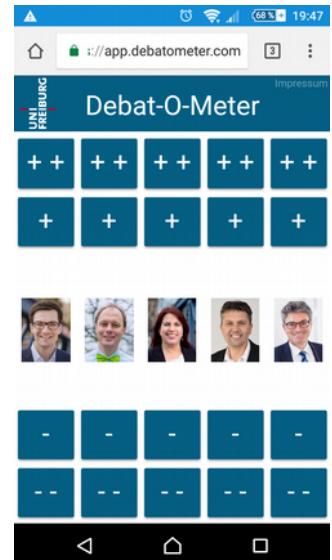 68 % 19:47
s://app.debatometer.com 3
Impressum
UNI
FREIBURG
Debat-O-Meter
+ + + + + + + + + +
+ + + + +
- - - - -
- - - - - - - - - -